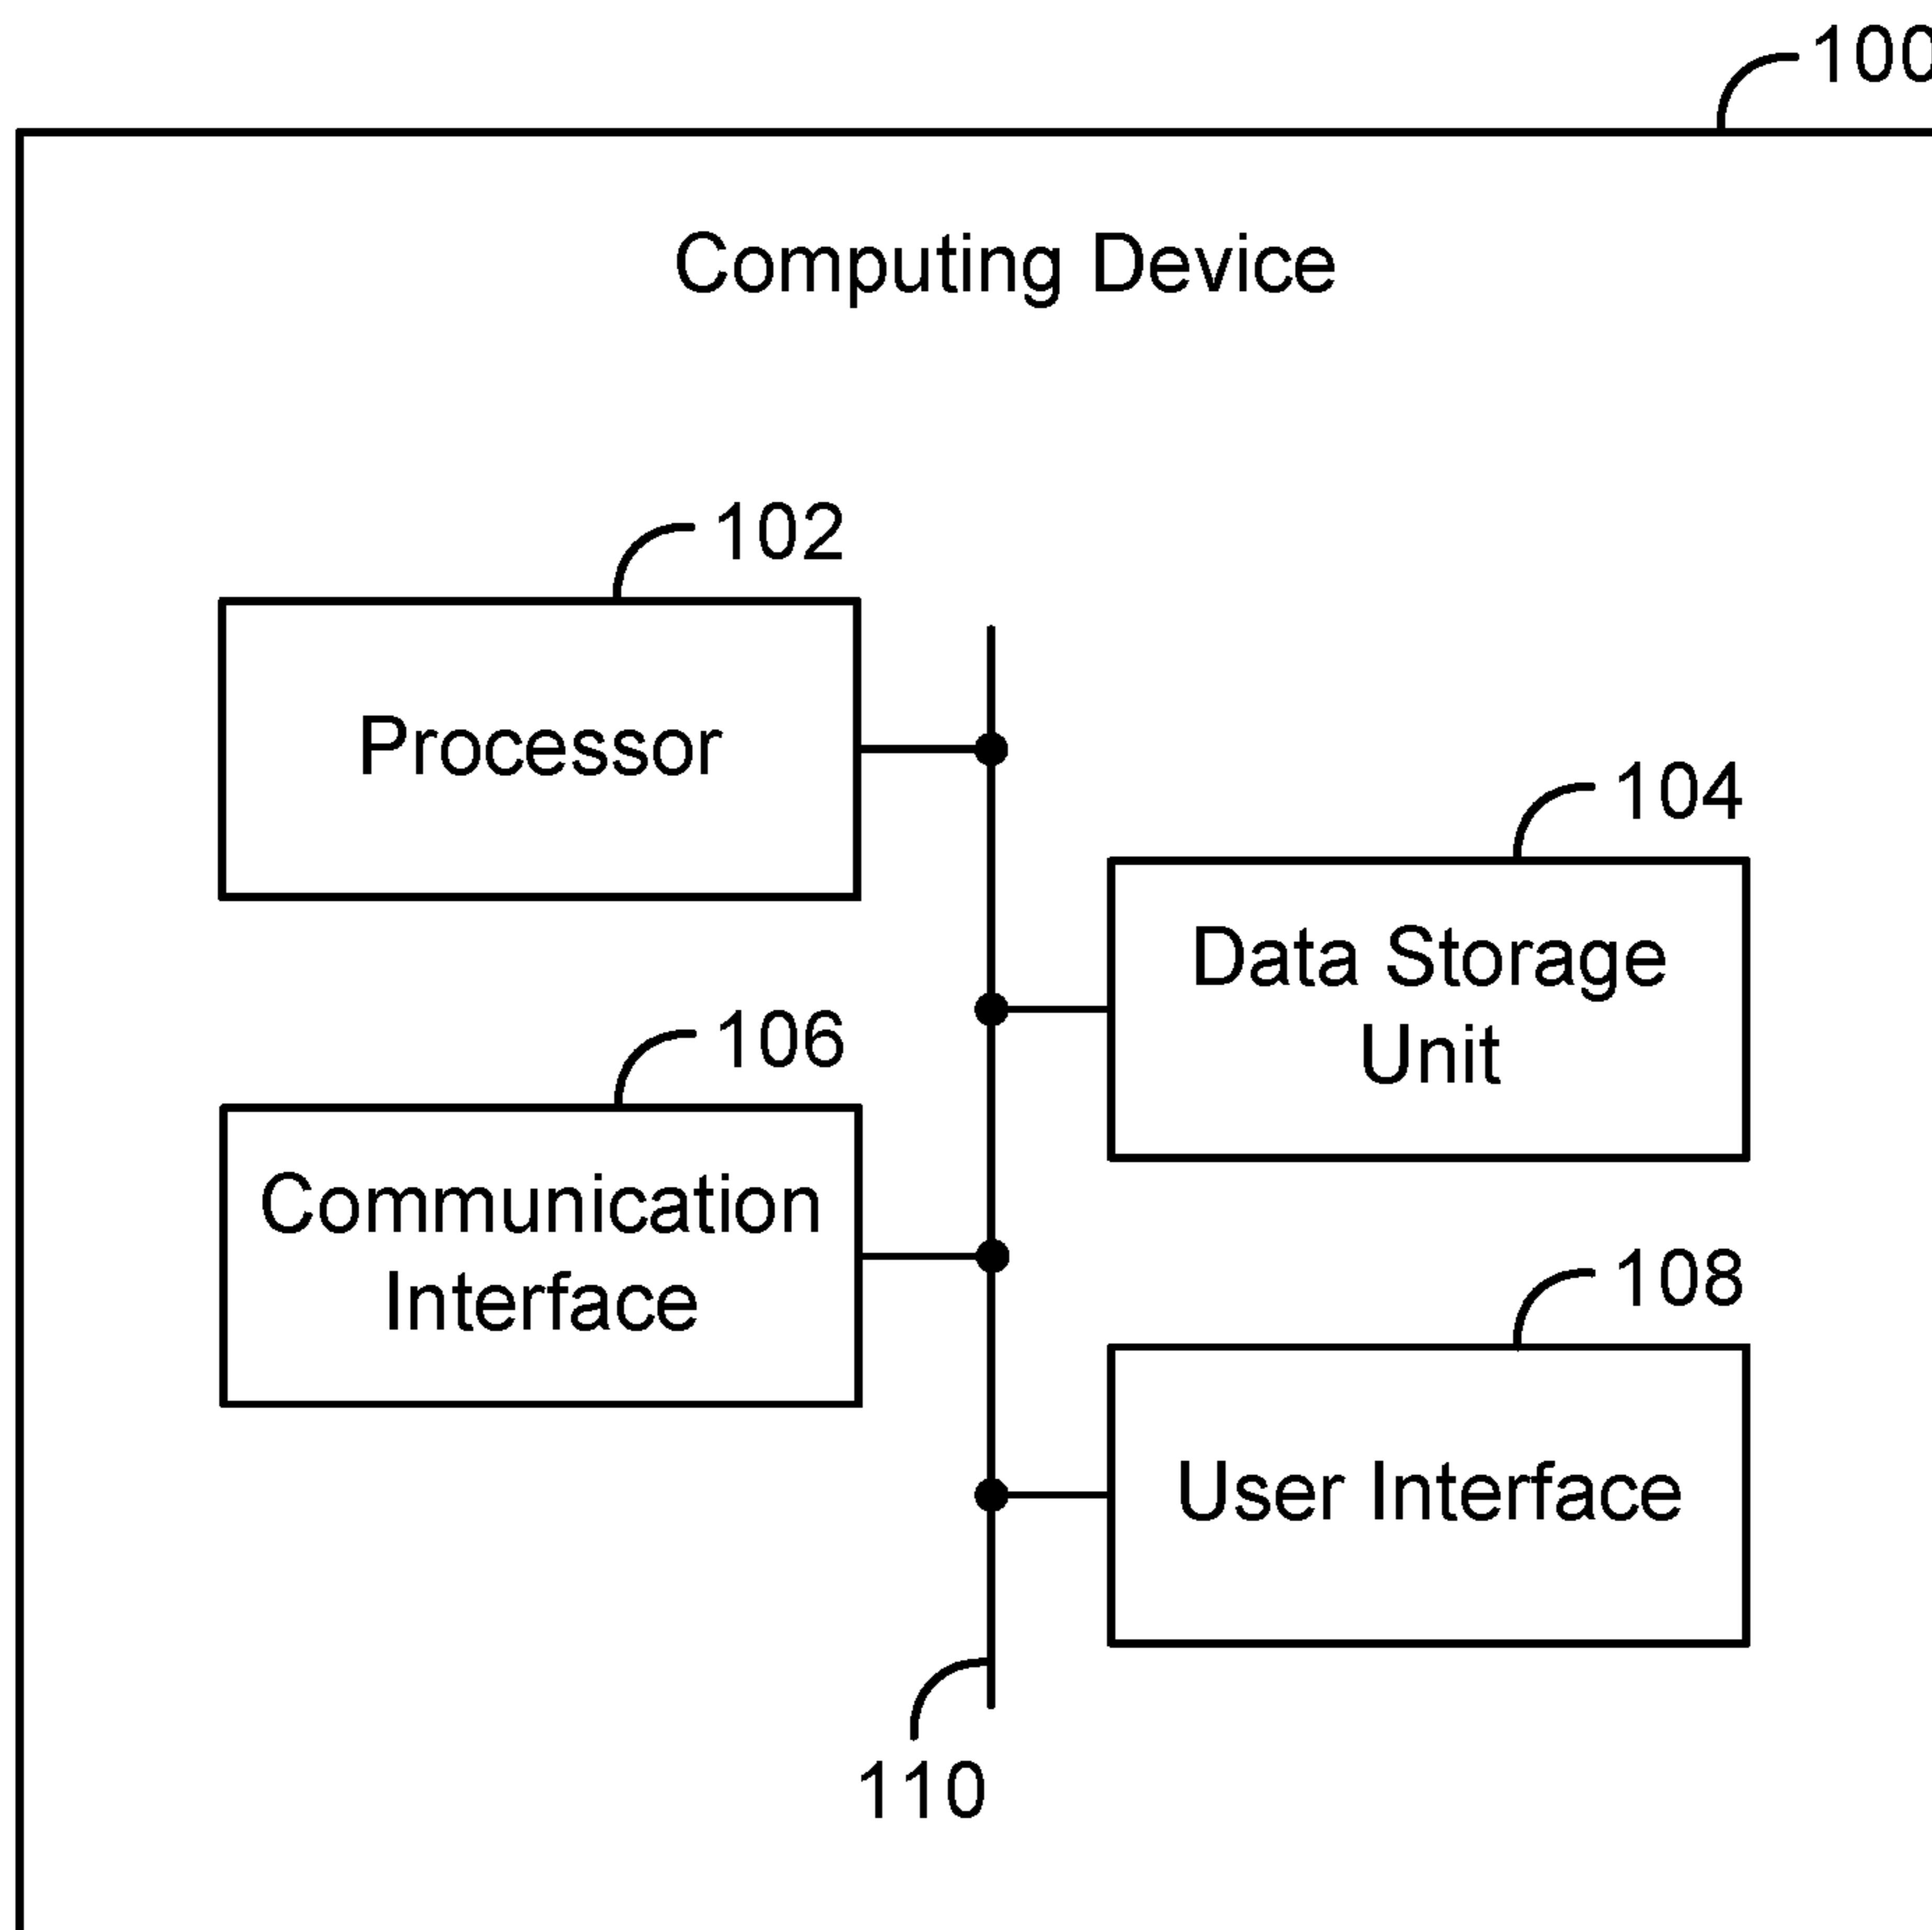 100
Computing Device
102
Processor
104
Data Storage
Unit
106
Communication
Interface
108
User Interface
110